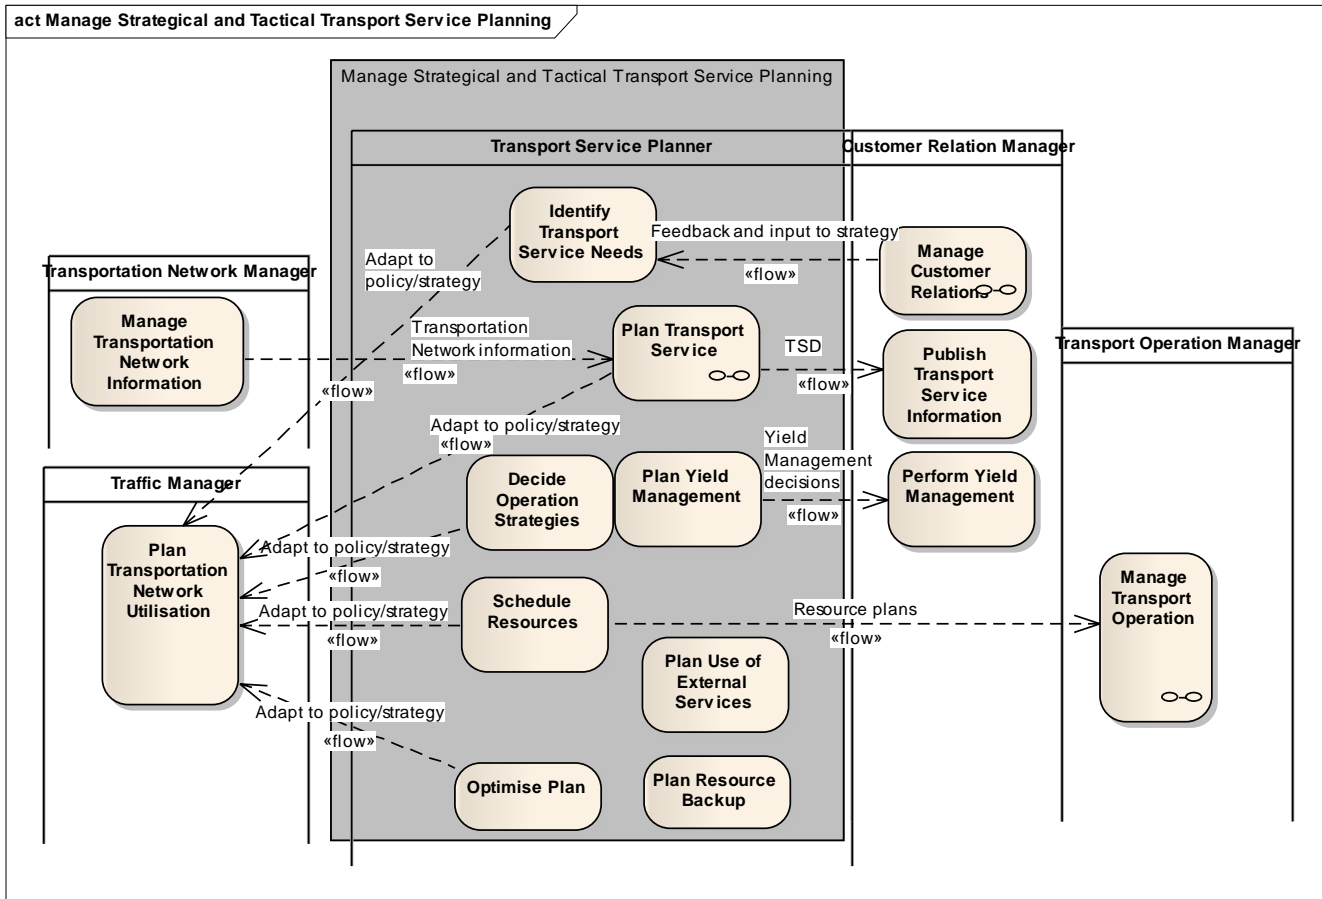 act Manage Strategical and Tactical Transport Service Planning
Manage Strategical and Tactical Transport Service Planning
Transport Service Planner
Customer Relation Manager
Identify
Transport
Service Needs
Feedback and input to strategy
«flow»
Manage
Customer
Relations
Adapt to
policy/strategy
«flow»
Transportation Network Manager
Manage
Transportation
Network
Information
Transportation
Network information
«flow»
Plan Transport
Service
TSD
«flow»
Publish
Transport
Service
Information
Transport Operation Manager
Adapt to policy/strategy
«flow»
Traffic Manager
Decide
Operation
Strategies
Plan Yield
Management
Yield
Management
decisions
«flow»
Perform Yield
Management
Plan
Transportation
Network
Utilisation
Adapt to policy/strategy
«flow»
Schedule
Resources
Adapt to policy/strategy
«flow»
Resource plans
«flow»
Manage
Transport
Operation
Plan Use of
External
Services
Adapt to policy/strategy
«flow»
Optimise Plan
Plan Resource
Backup